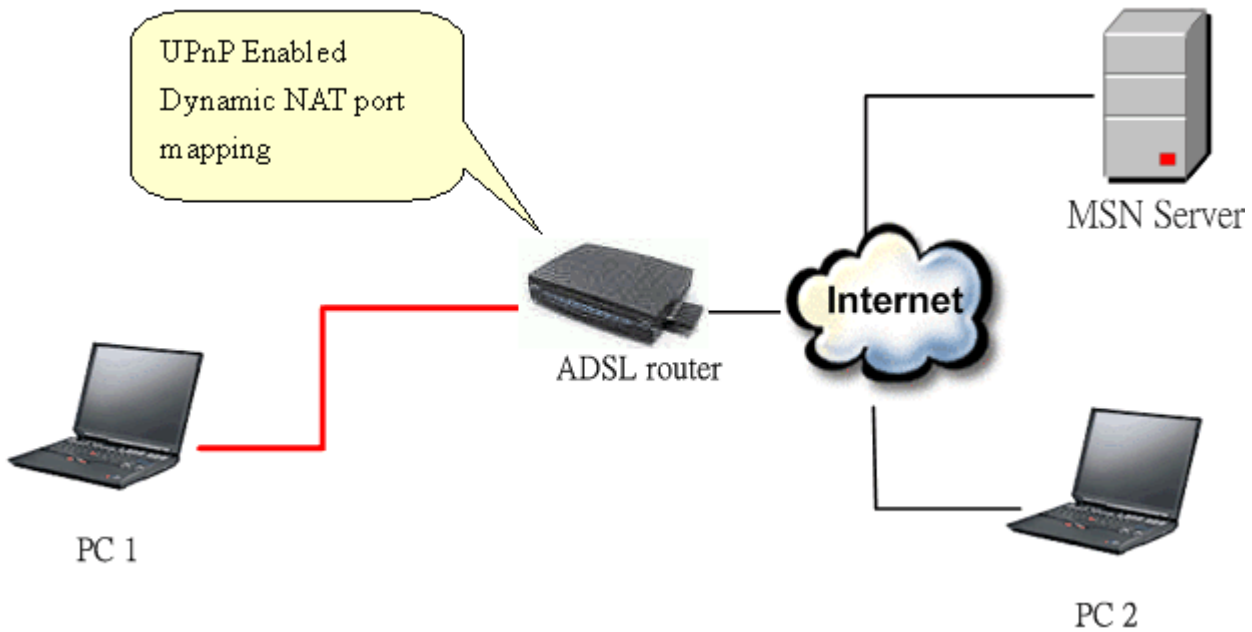 UPnP Enabled
Dynamic NAT port
mapping
MSN Server
Internet
ADSL router
PC 1
PC 2